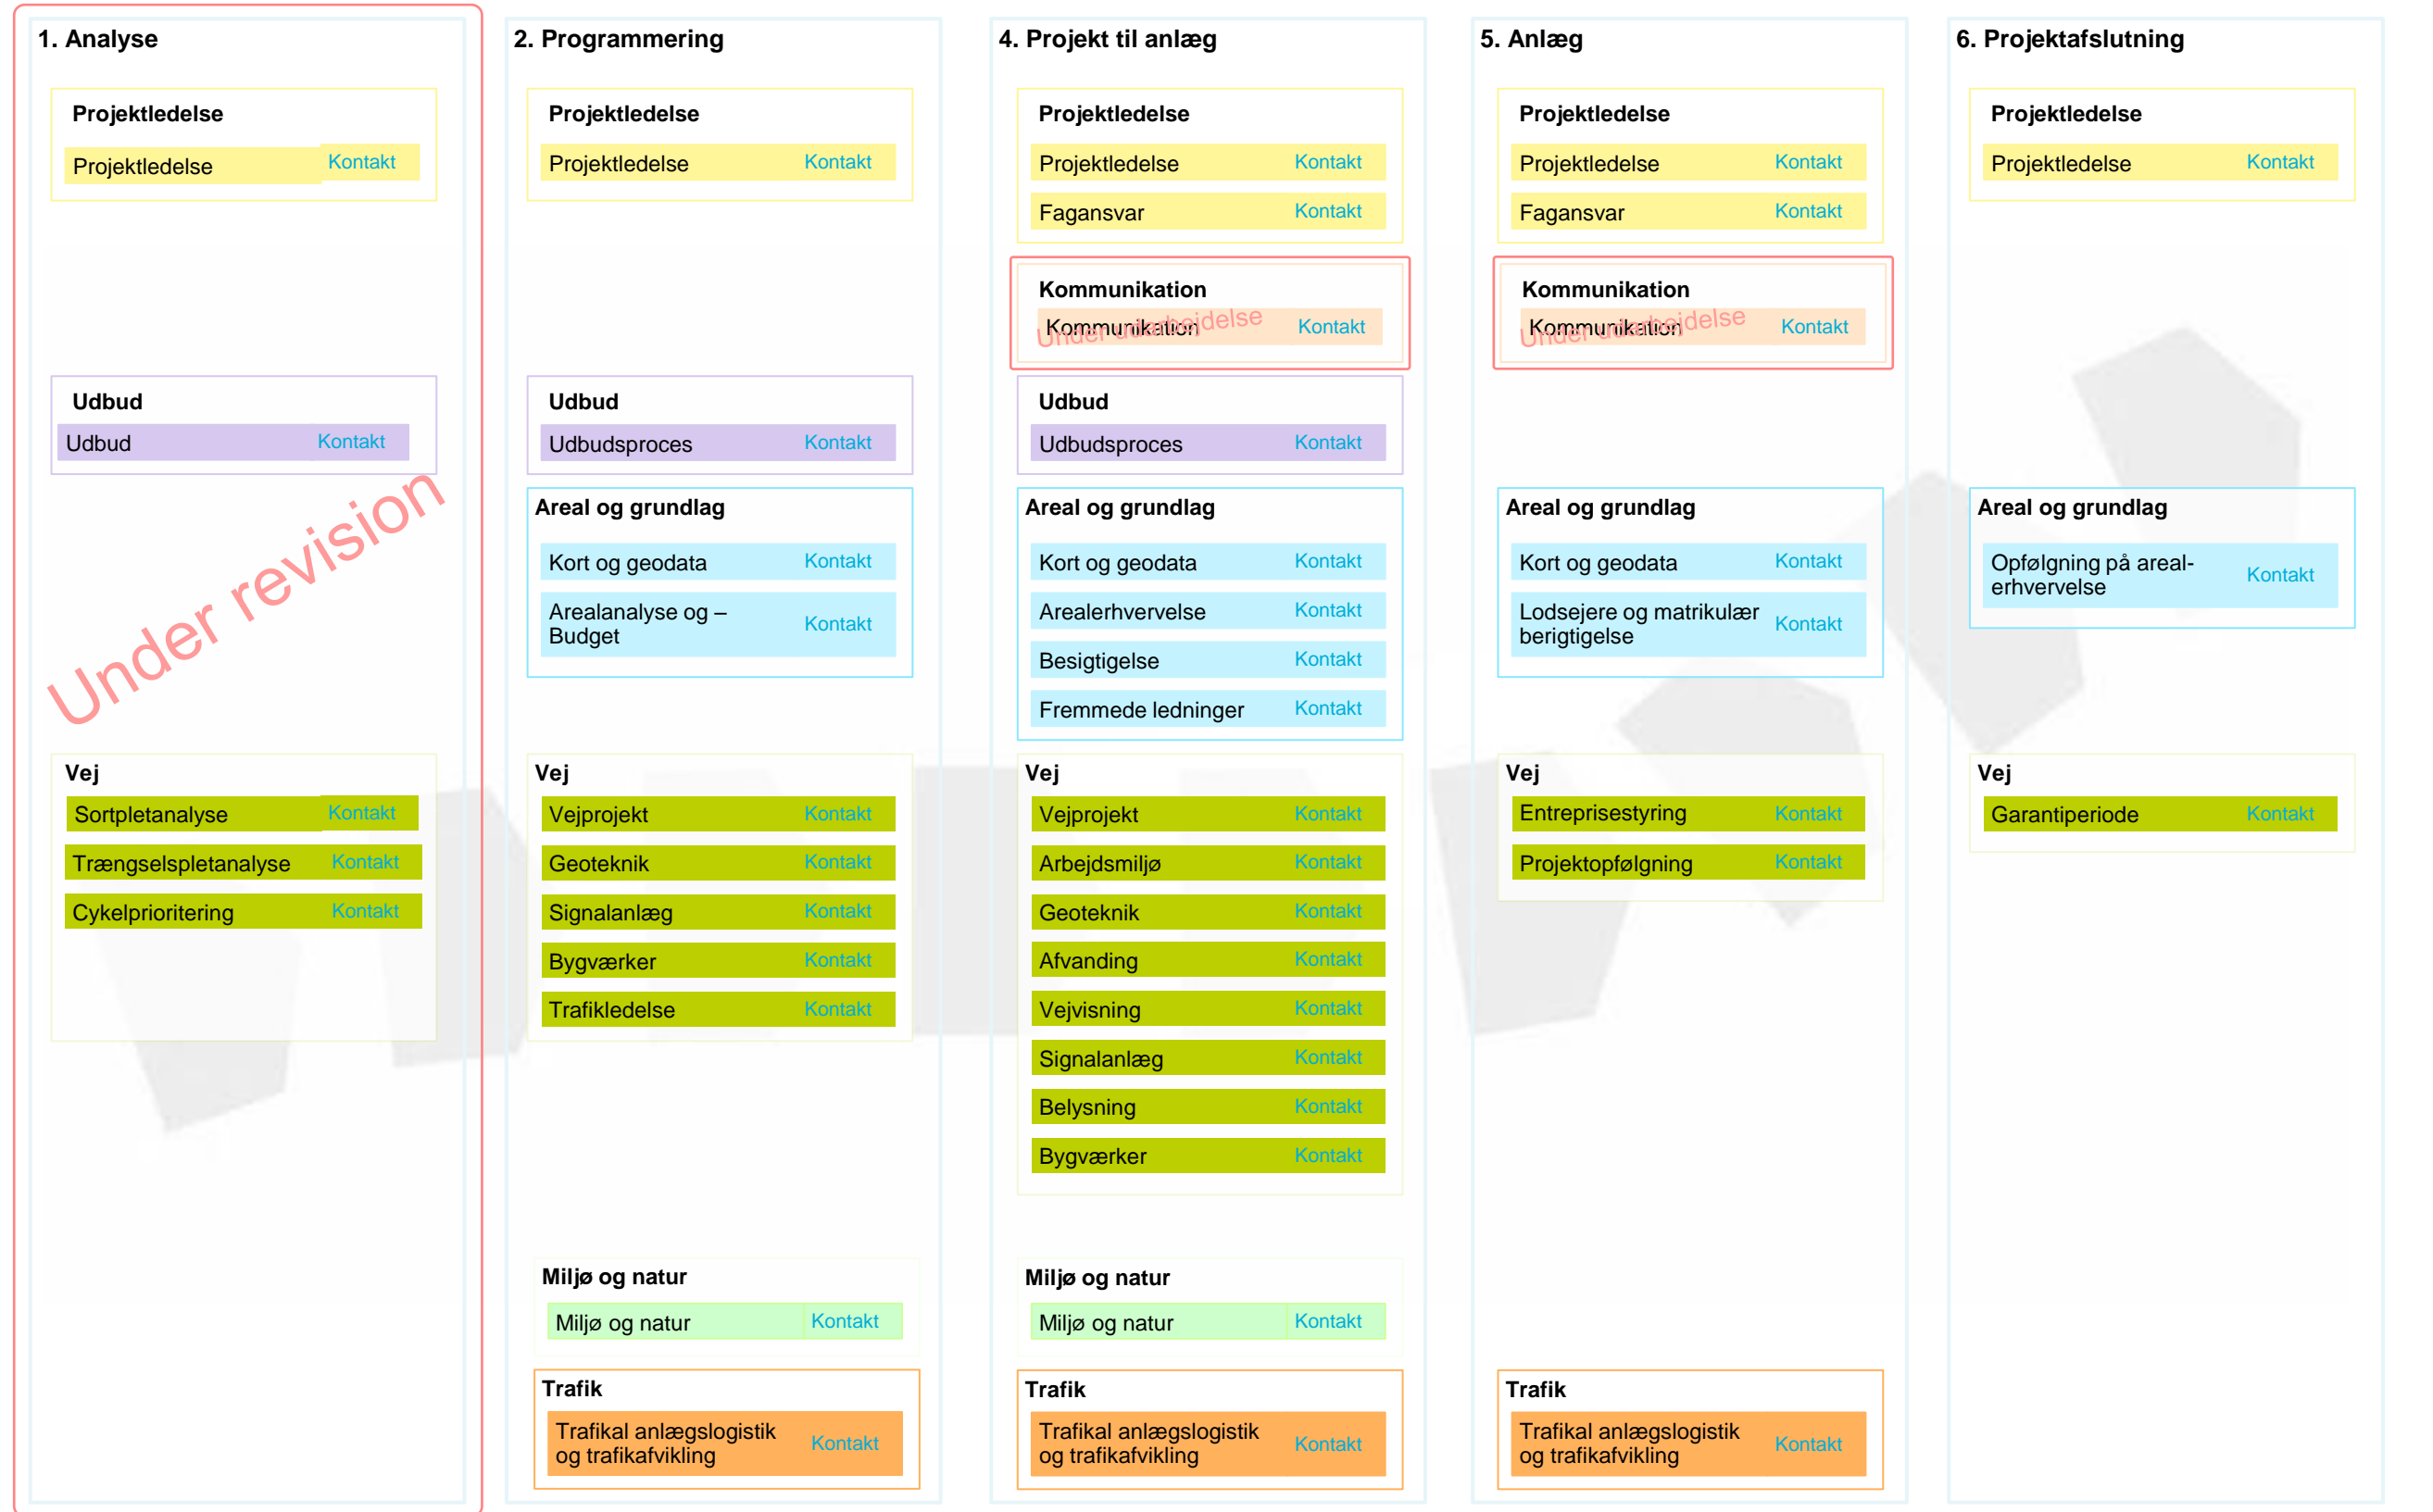 1. Analyse
Projektledelse
Projektledelse Kontakt
Udbud
Udbud Kontakt
Under revision
Vej
Sortpletanalyse Kontakt
Trængselspletanalyse Kontakt
Cykelprioritering Kontakt
2. Programmering
Projektledelse
Projektledelse Kontakt
Udbud
Udbudsproces Kontakt
Areal og grundlag
Kort og geodata Kontakt
Arealanalyse og –
Budget
Kontakt
Vej
Vejprojekt Kontakt
Geoteknik Kontakt
Signalanlæg Kontakt
Bygværker Kontakt
Trafikledelse Kontakt
Miljø og natur
Miljø og natur Kontakt
Trafik
Trafikal anlægslogistik
og trafikafvikling
Kontakt
4. Projekt til anlæg
Projektledelse
Projektledelse Kontakt
Fagansvar Kontakt
Kommunikation
Kommunikation Kontakt
Under udarbejdelse
Udbud
Udbudsproces Kontakt
Areal og grundlag
Kort og geodata Kontakt
Arealerhvervelse Kontakt
Besigtigelse Kontakt
Fremmede ledninger Kontakt
Vej
Vejprojekt Kontakt
Arbejdsmiljø Kontakt
Geoteknik Kontakt
Afvanding Kontakt
Vejvisning Kontakt
Signalanlæg Kontakt
Belysning Kontakt
Bygværker Kontakt
Miljø og natur
Miljø og natur Kontakt
Trafik
Trafikal anlægslogistik
og trafikafvikling
Kontakt
5. Anlæg
Projektledelse
Projektledelse Kontakt
Fagansvar Kontakt
Kommunikation
Kommunikation Kontakt
Under udarbejdelse
Areal og grundlag
Kort og geodata Kontakt
Lodsejere og matrikulær
berigtigelse
Kontakt
Vej
Entreprisestyring Kontakt
Projektopfølgning Kontakt
Trafik
Trafikal anlægslogistik
og trafikafvikling
Kontakt
6. Projektafslutning
Projektledelse
Projektledelse Kontakt
Areal og grundlag
Opfølgning på areal-
erhvervelse
Kontakt
Vej
Garantiperiode Kontakt